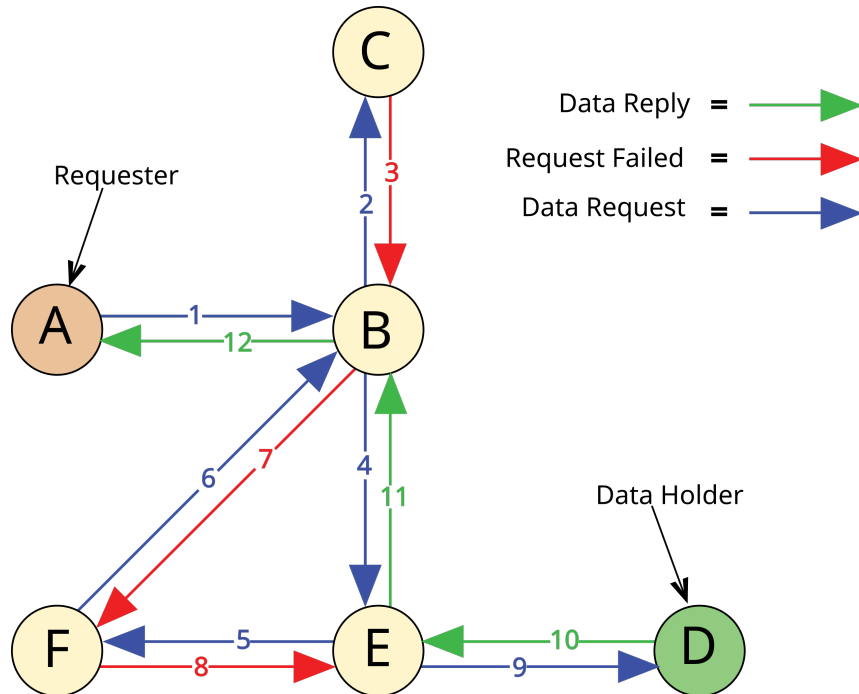 C
Data Reply =
Request Failed =
Data Request =
3
2
Requester
A
1
12
B
7
6
4
11
Data Holder
F
5
8
E
10
9
D